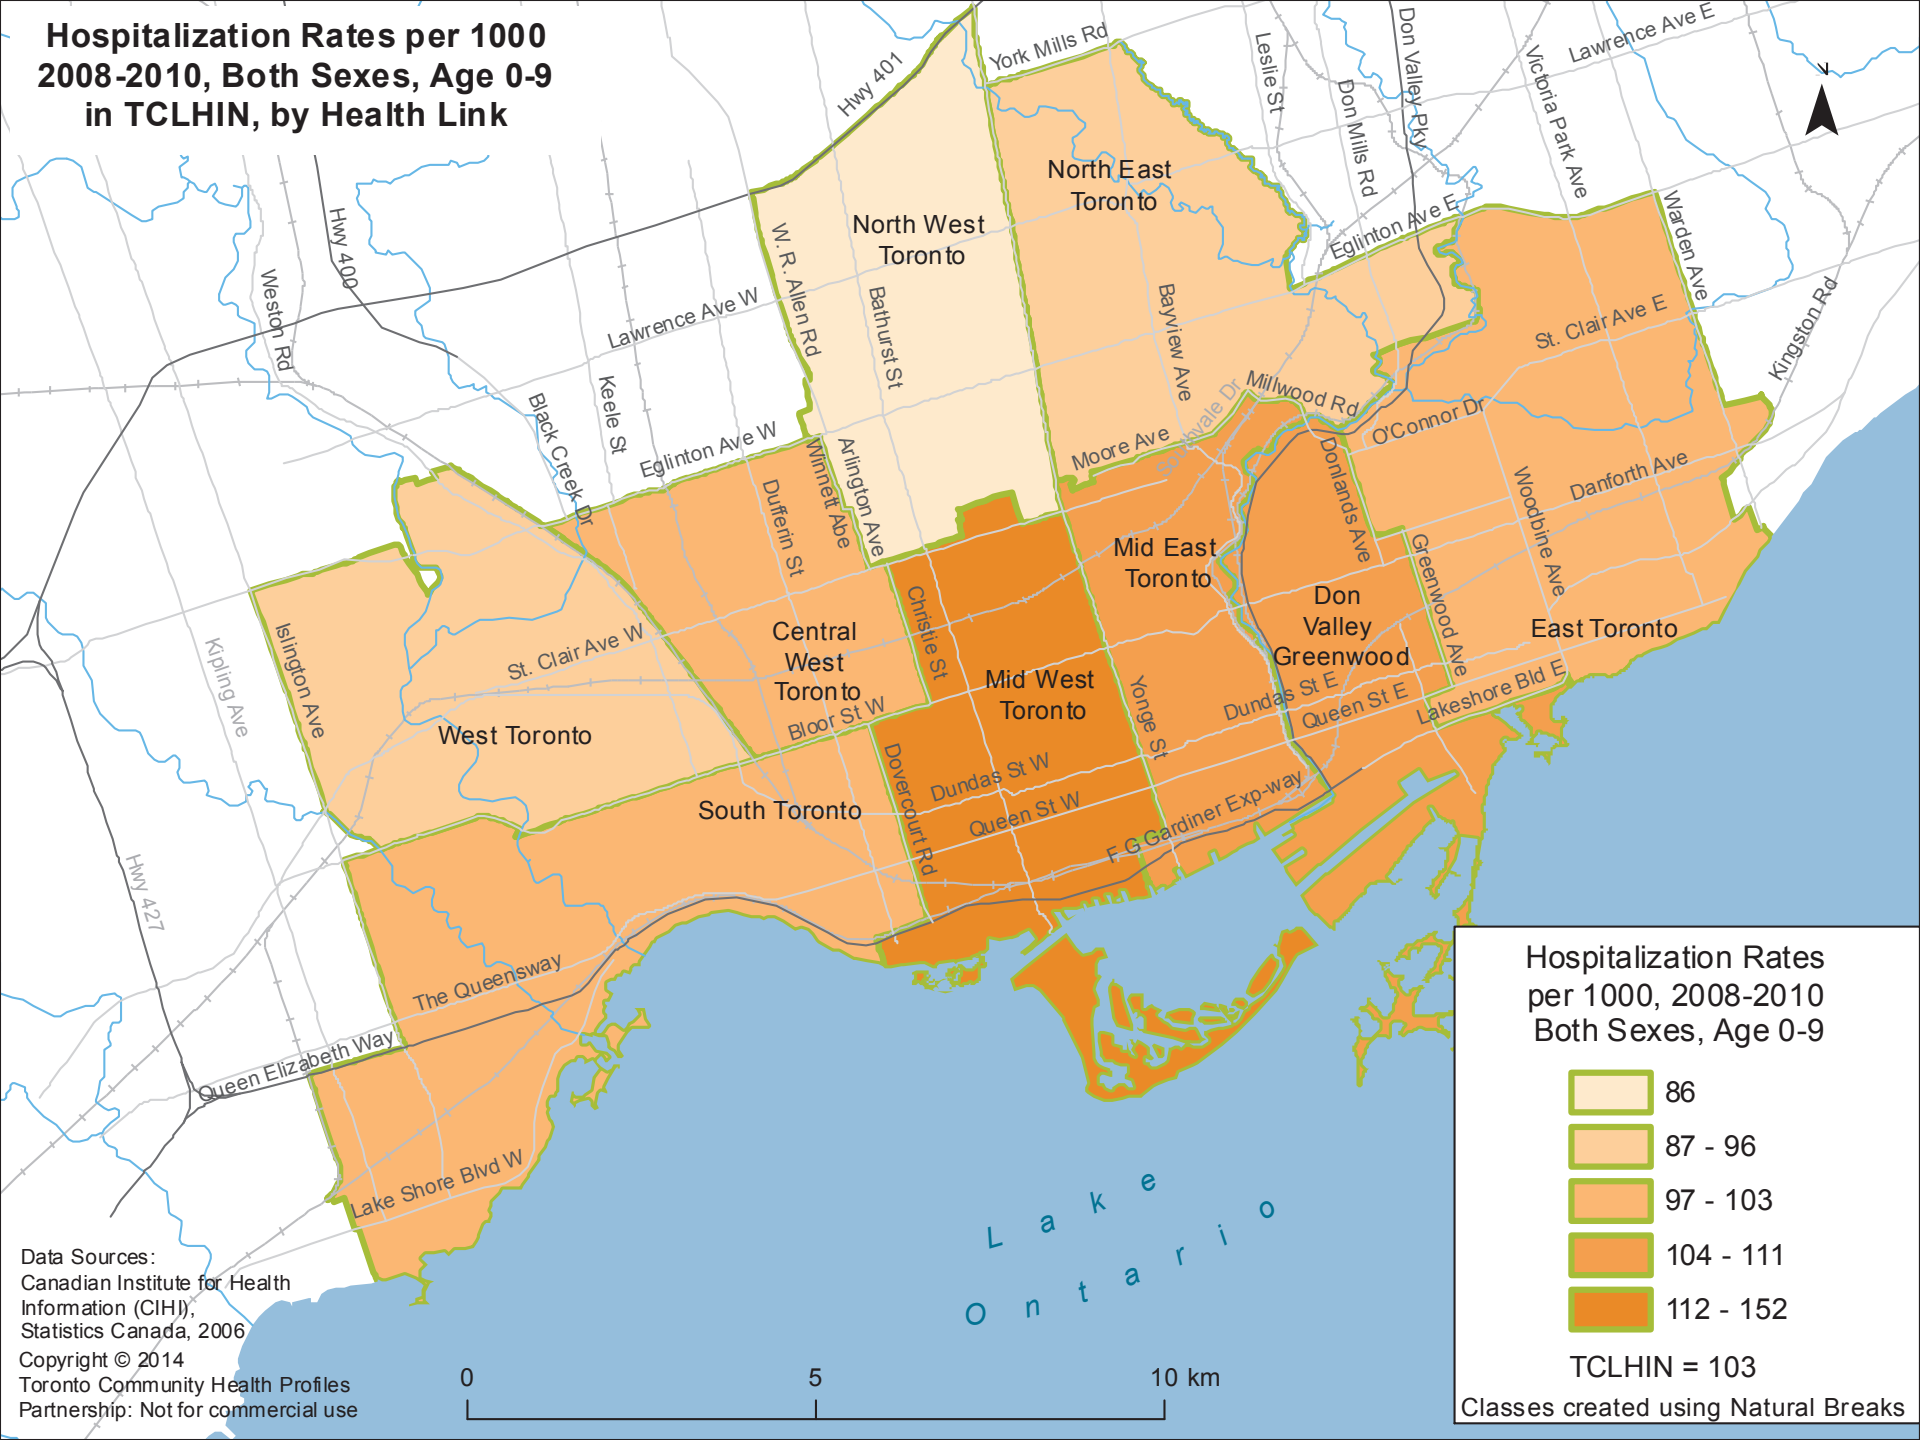 Hospitalization Rates per 1000
2008-2010, Both Sexes, Age 0-9
in TCLHIN, by Health Link
Hwy 401
York Mills Rd
Leslie St
Don Mills Rd
Don Valley Pky
Victoria Park Ave
Lawrence Ave E
N
North East
Toronto
North West
Toronto
Hwy 400
Weston Rd
W. R. Allen Rd
Bathurst St
Bayview Ave
Eglinton Ave E
Warden Ave
Kingston Rd
St. Clair Ave E
Lawrence Ave W
Keele St
Black Creek Dr
Eglinton Ave W
Winnett Abe
Arlington Ave
Dufferin St
Moore Ave
Southvale Dr
Millwood Rd
O'Connor Dr
Donlands Ave
Danforth Ave
Woodbine Ave
Greenwood Ave
Mid East
Toronto
Don
Valley
Greenwood
East Toronto
Central
West
Toronto
Christie St
Mid West
Toronto
Yonge St
Kipling Ave
Islington Ave
St. Clair Ave W
West Toronto
Bloor St W
Dundas St E
Queen St E
Lakeshore Bld E
South Toronto
Dovercourt Rd
Dundas St W
Queen St W
F G Gardiner Exp-way
Hwy 427
The Queensway
Queen Elizabeth Way
Lake Shore Blvd W
Lake
Ontario
Hospitalization Rates
per 1000, 2008-2010
Both Sexes, Age 0-9
86
87 - 96
97 - 103
104 - 111
112 - 152
TCLHIN = 103
Classes created using Natural Breaks
Data Sources:
Canadian Institute for Health
Information (CIHI),
Statistics Canada, 2006
Copyright © 2014
Toronto Community Health Profiles
Partnership: Not for commercial use
0 5 10 km